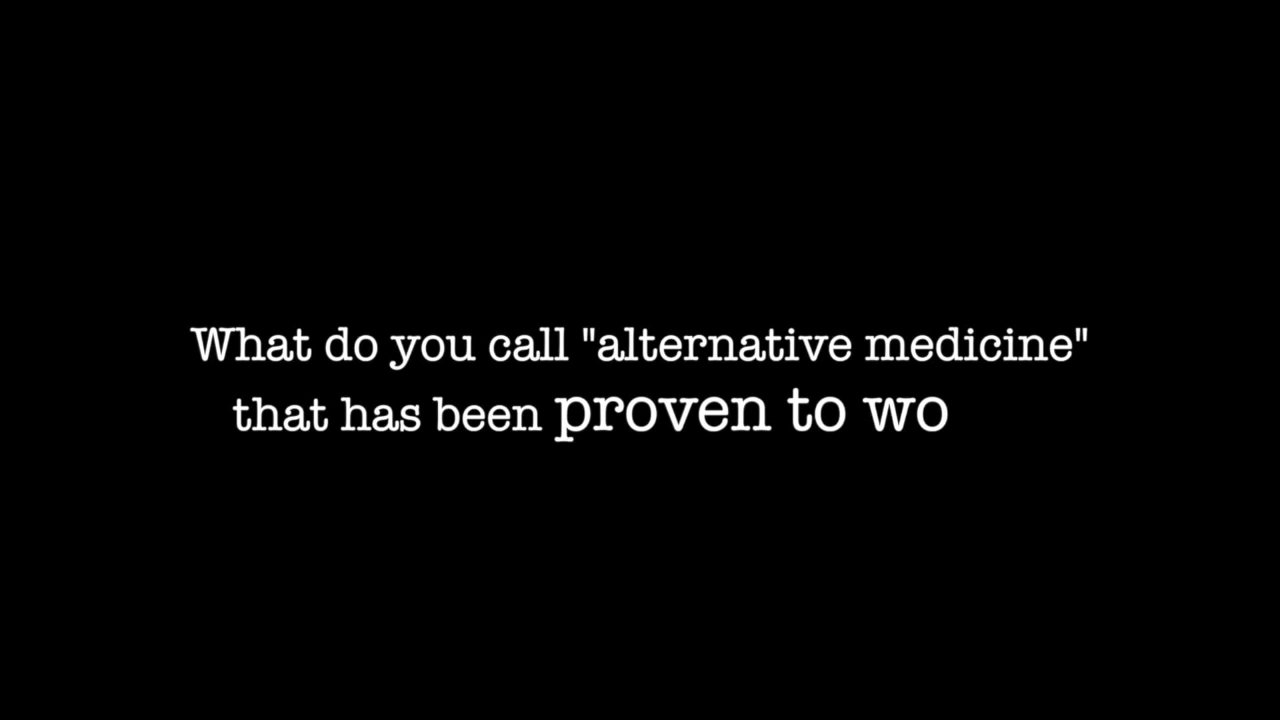 What do you call "alternative medicine"
that has been proven to wo